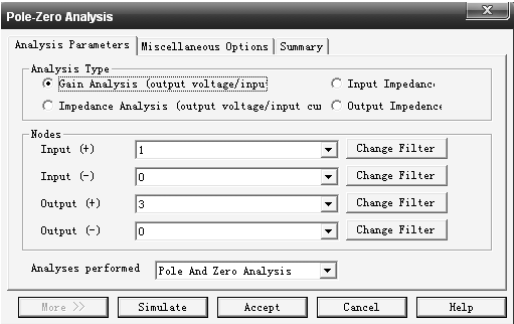 Pole-Zero Analysis
x
Analysis Parameters Miscellaneous Options Summary
Analysis Type
Gain Analysis (output voltage/input Input Impedanc
Impedance Analysis (output voltage/input cu Output Impedence
Nodes
Input (+) 1 Change Filter
Input (-) 0 Change Filter
Output (+) 3 Change Filter
Output (-) 0 Change Filter
Analyses performed Pole And Zero Analysis
More >> Simulate Accept Cancel Help